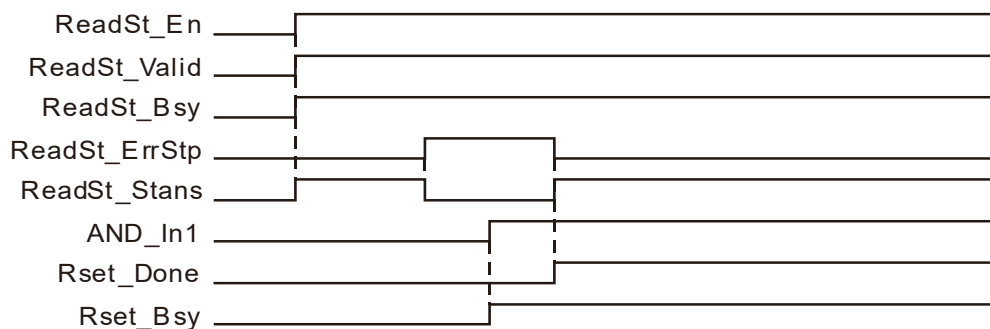 ReadSt_En
ReadSt_Valid
ReadSt_Bsy
ReadSt_ErrStp
ReadSt_Stans
AND_In1
Rset_Done
Rset_Bsy